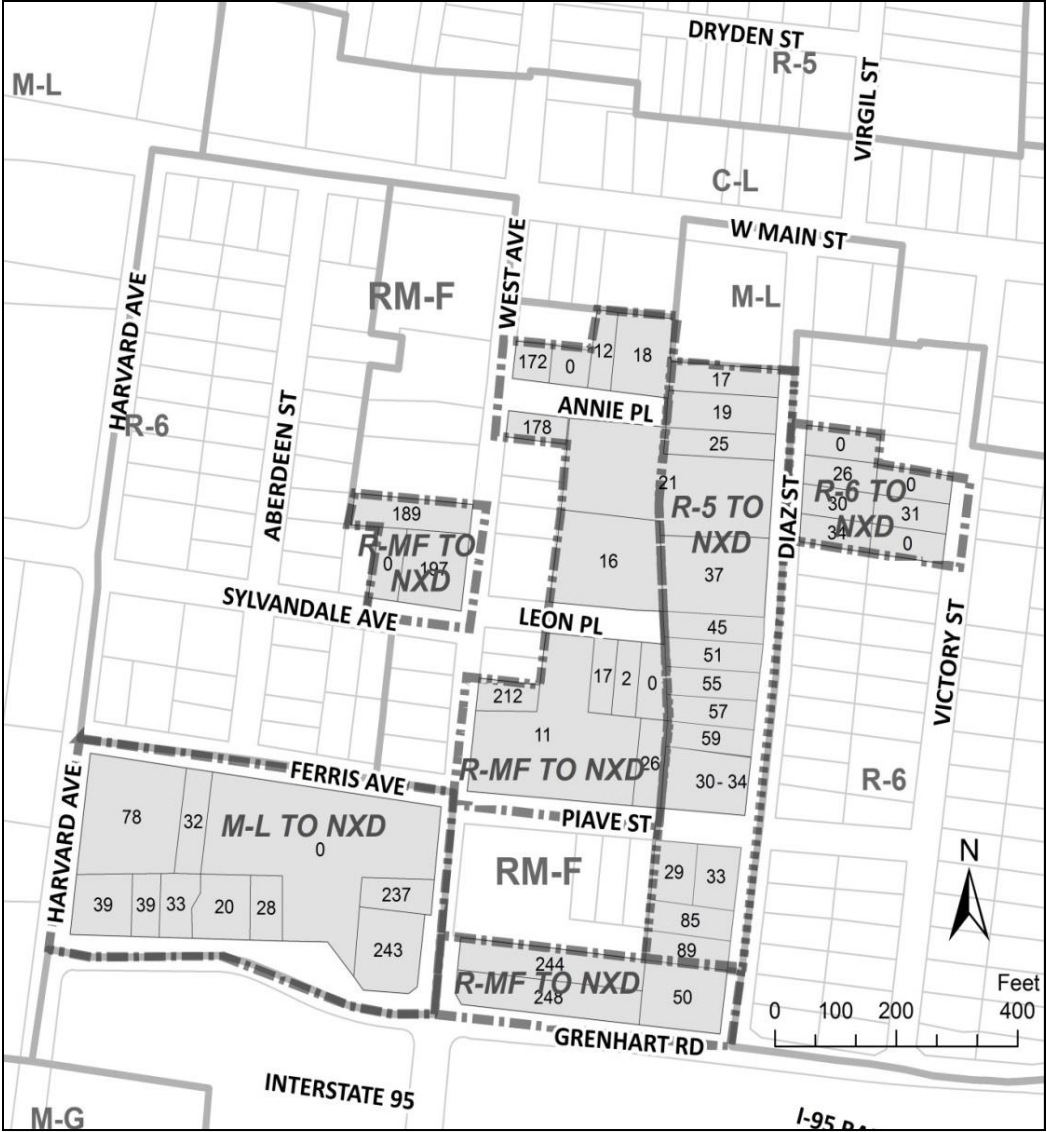 DRYDEN ST
R-5
M-L
VIRGIL ST
C-L
W MAIN ST
WEST AVE
RM-F
M-L
HARVARD AVE
R-6
ABERDEEN ST
172
0
12
18
17
ANNIE PL
19
178
25
21
R-5 TO
NXD
DIAZ ST
0
26
30
34
0
31
0
R-6 TO
NXD
189
R-MF TO
NXD
0
197
16
37
SYLVANDALE AVE
LEON PL
45
51
55
57
59
17
2
0
212
11
26
30-34
R-MF TO NXD
VICTORY ST
R-6
FERRIS AVE
PIAVE ST
HARVARD AVE
78
32
M-L TO NXD
0
RM-F
29
33
85
89
39
39
33
20
28
237
243
244
R-MF TO NXD
248
50
N
Feet
0
100
200
400
GRENHART RD
INTERSTATE 95
M-G